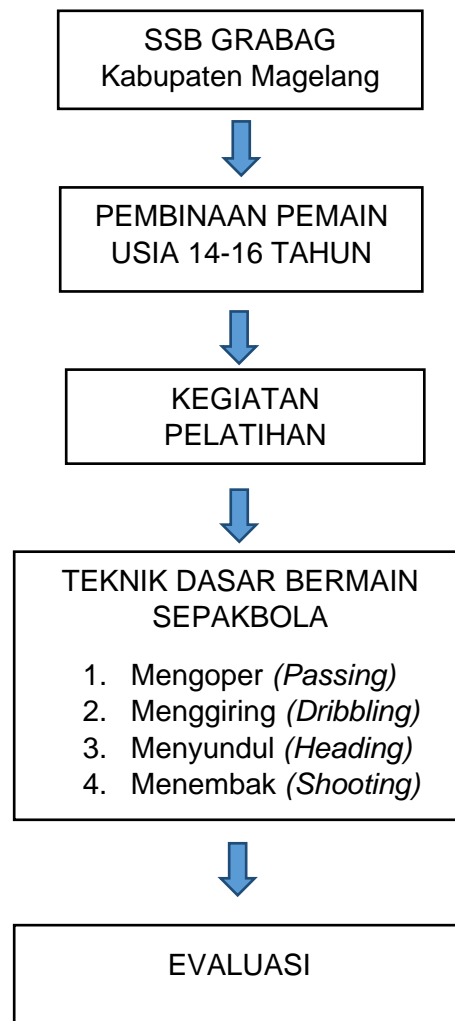 SSB GRABAG
Kabupaten Magelang
PEMBINAAN PEMAIN
USIA 14-16 TAHUN
KEGIATAN
PELATIHAN
TEKNIK DASAR BERMAIN
SEPAKBOLA
1. Mengoper (Passing)
2. Menggiring (Dribbling)
3. Menyundul (Heading)
4. Menembak (Shooting)
EVALUASI